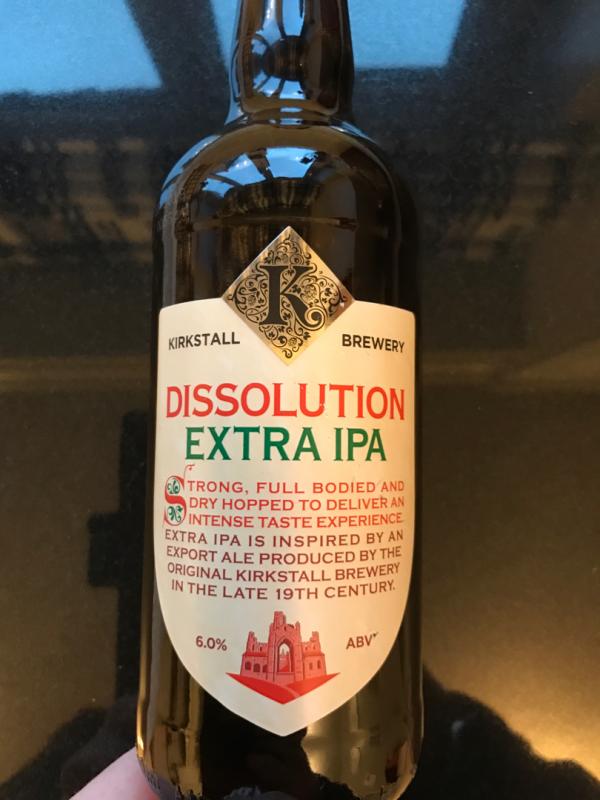 K
KIRKSTALL BREWERY
DISSOLUTION
EXTRA IPA
STRONG, FULL BODIED AND
DRY HOPPED TO DELIVER AN
INTENSE TASTE EXPERIENCE.
EXTRA IPA IS INSPIRED BY AN
EXPORT ALE PRODUCED BY THE
ORIGINAL KIRKSTALL BREWERY
IN THE LATE 19TH CENTURY.
6.0% ABV